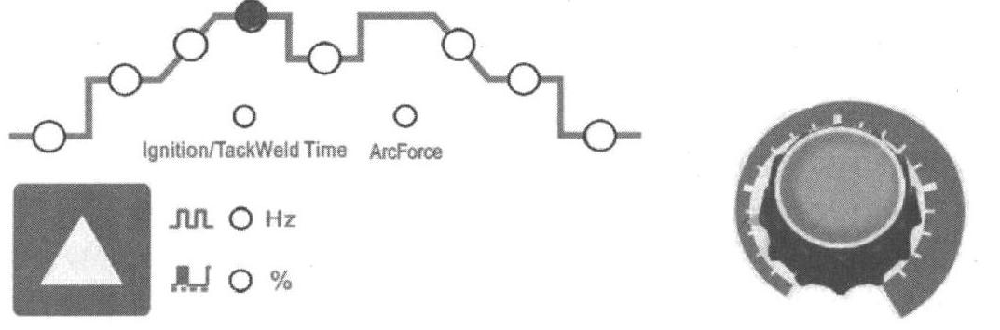 Ignition/TackWeld Time
ArcForce
Hz
%